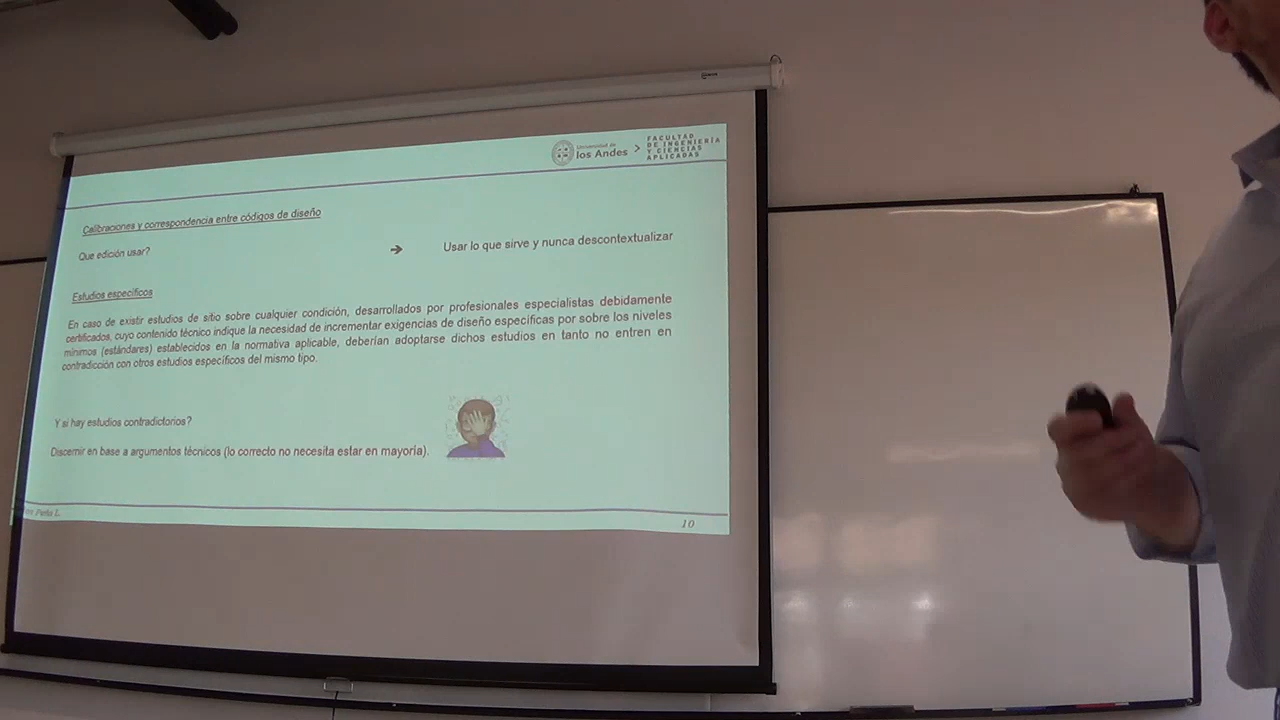 Universidad de
los Andes
FACULTAD
DE INGENIERÍA
Y CIENCIAS
APLICADAS
Calibraciones y correspondencia entre códigos de diseño
Que edición usar? ➔ Usar lo que sirve y nunca descontextualizar
Estudios específicos
En caso de existir estudios de sitio sobre cualquier condición, desarrollados por profesionales especialistas debidamente
certificados, cuyo contenido técnico indique la necesidad de incrementar exigencias de diseño especificas por sobre los niveles
mínimos (estándares) establecidos en la normativa aplicable, deberían adoptarse dichos estudios en tanto no entren en
contradicción con otros estudios específicos del mismo tipo.
Y si hay estudios contradictorios?
Discernir en base a argumentos técnicos (lo correcto no necesita estar en mayoría).
Peña L.
10